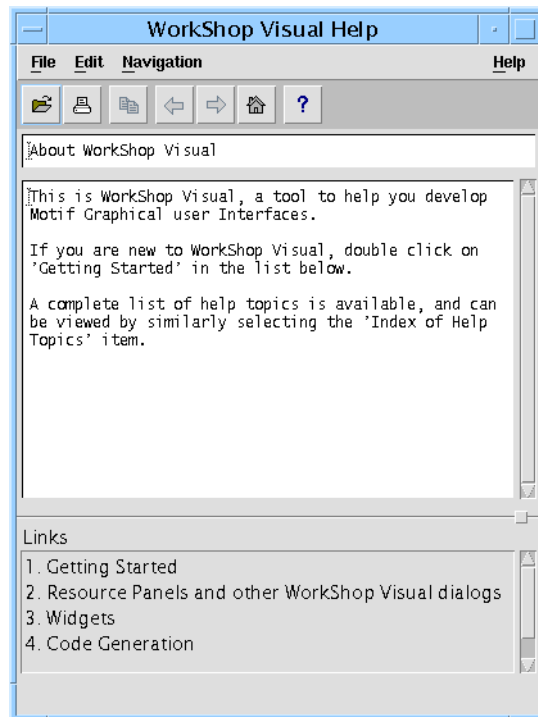 WorkShop Visual Help
File Edit Navigation Help
?
About WorkShop Visual
This is WorkShop Visual, a tool to help you develop
Motif Graphical user Interfaces.
If you are new to WorkShop Visual, double click on
'Getting Started' in the list below.
A complete list of help topics is available, and can
be viewed by similarly selecting the 'Index of Help
Topics' item.
Links
1. Getting Started
2. Resource Panels and other WorkShop Visual dialogs
3. Widgets
4. Code Generation